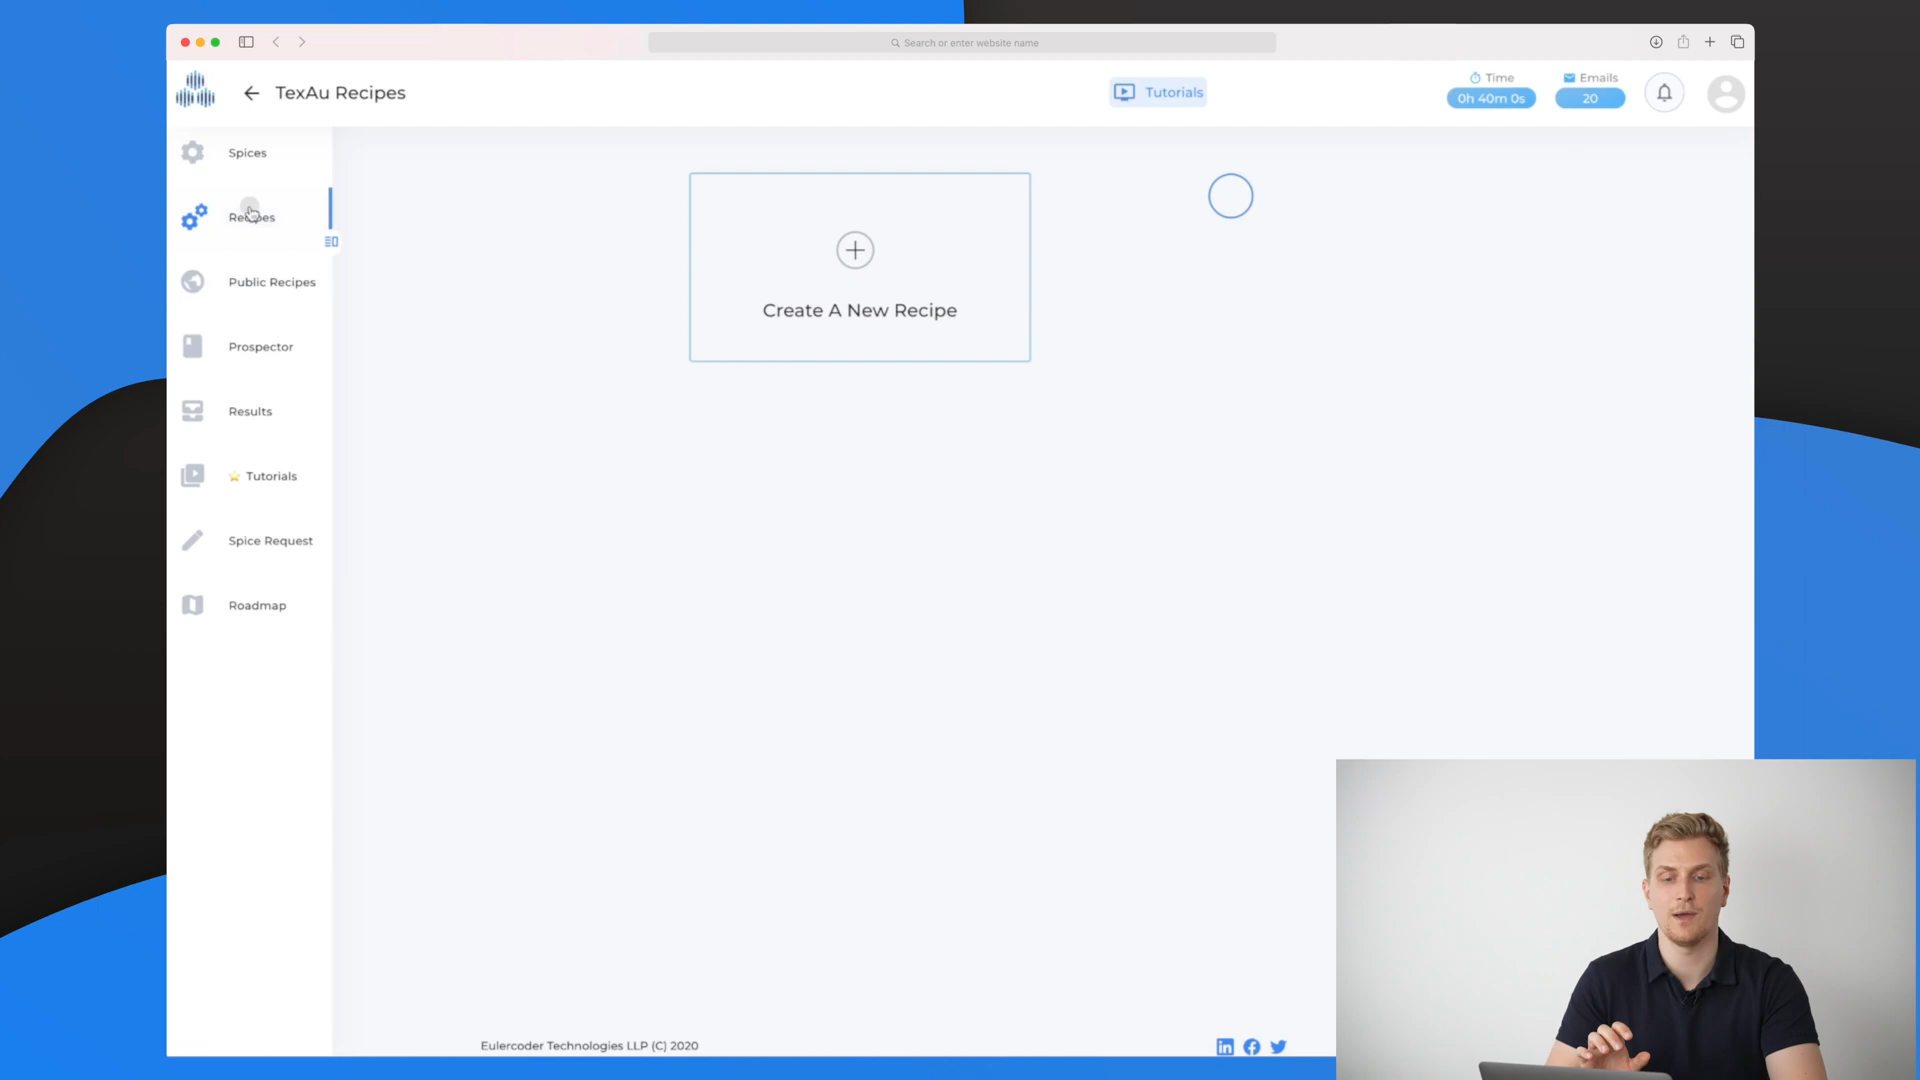 Search or enter website name
TexAu Recipes
Tutorials
Time
0h 40m 0s
Emails
20
Spices
Recipes
Public Recipes
Prospector
Results
Tutorials
Spice Request
Roadmap
Create A New Recipe
Eulercoder Technologies LLP (C) 2020
in